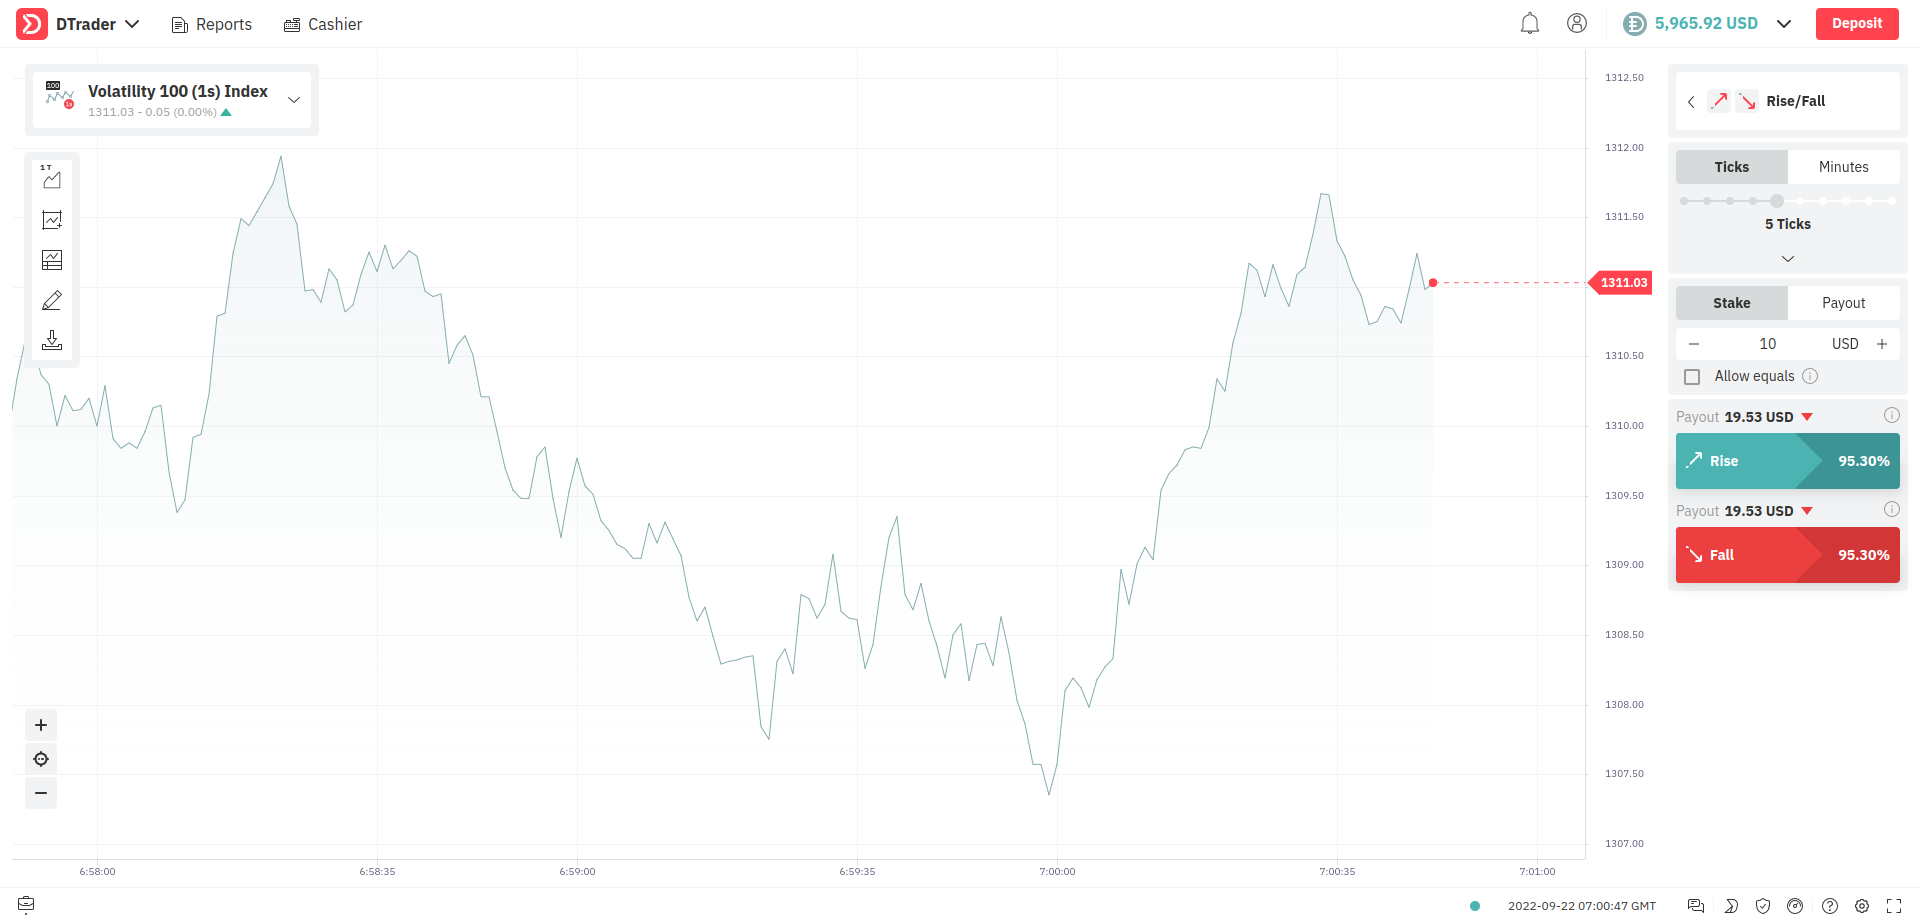 DTrader
Reports
Cashier
5,965.92 USD
Deposit
100
1s
Volatility 100 (1s) Index
1311.03 - 0.05 (0.00%)
1 T
1312.50
1312.00
1311.50
1311.03
1310.50
1310.00
1309.50
1309.00
1308.50
1308.00
1307.50
1307.00
6:58:00
6:58:35
6:59:00
6:59:35
7:00:00
7:00:35
7:01:00
Rise/Fall
Ticks
Minutes
5 Ticks
Stake
Payout
10
USD
Allow equals
Payout 19.53 USD
Rise
95.30%
Payout 19.53 USD
Fall
95.30%
2022-09-22 07:00:47 GMT